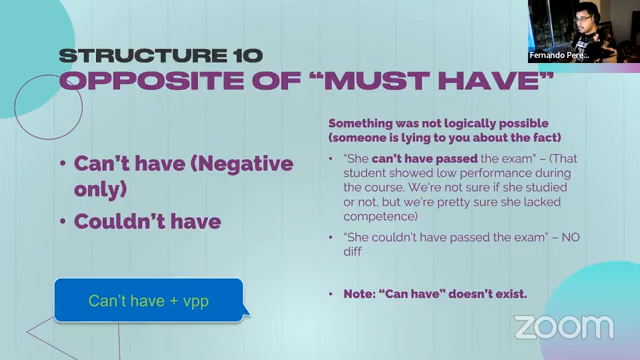 Fernando Pere...
STRUCTURE 10
OPPOSITE OF “MUST HAVE”
• Can’t have (Negative
only)
• Couldn’t have
Can’t have + vpp
Something was not logically possible
(someone is lying to you about the fact)
• “She can’t have passed the exam” – (That
student showed low performance during
the course. We’re not sure if she studied
or not, but we’re pretty sure she lacked
competence)
• “She couldn’t have passed the exam” – NO
diff
• Note: “Can have” doesn’t exist.
zoom